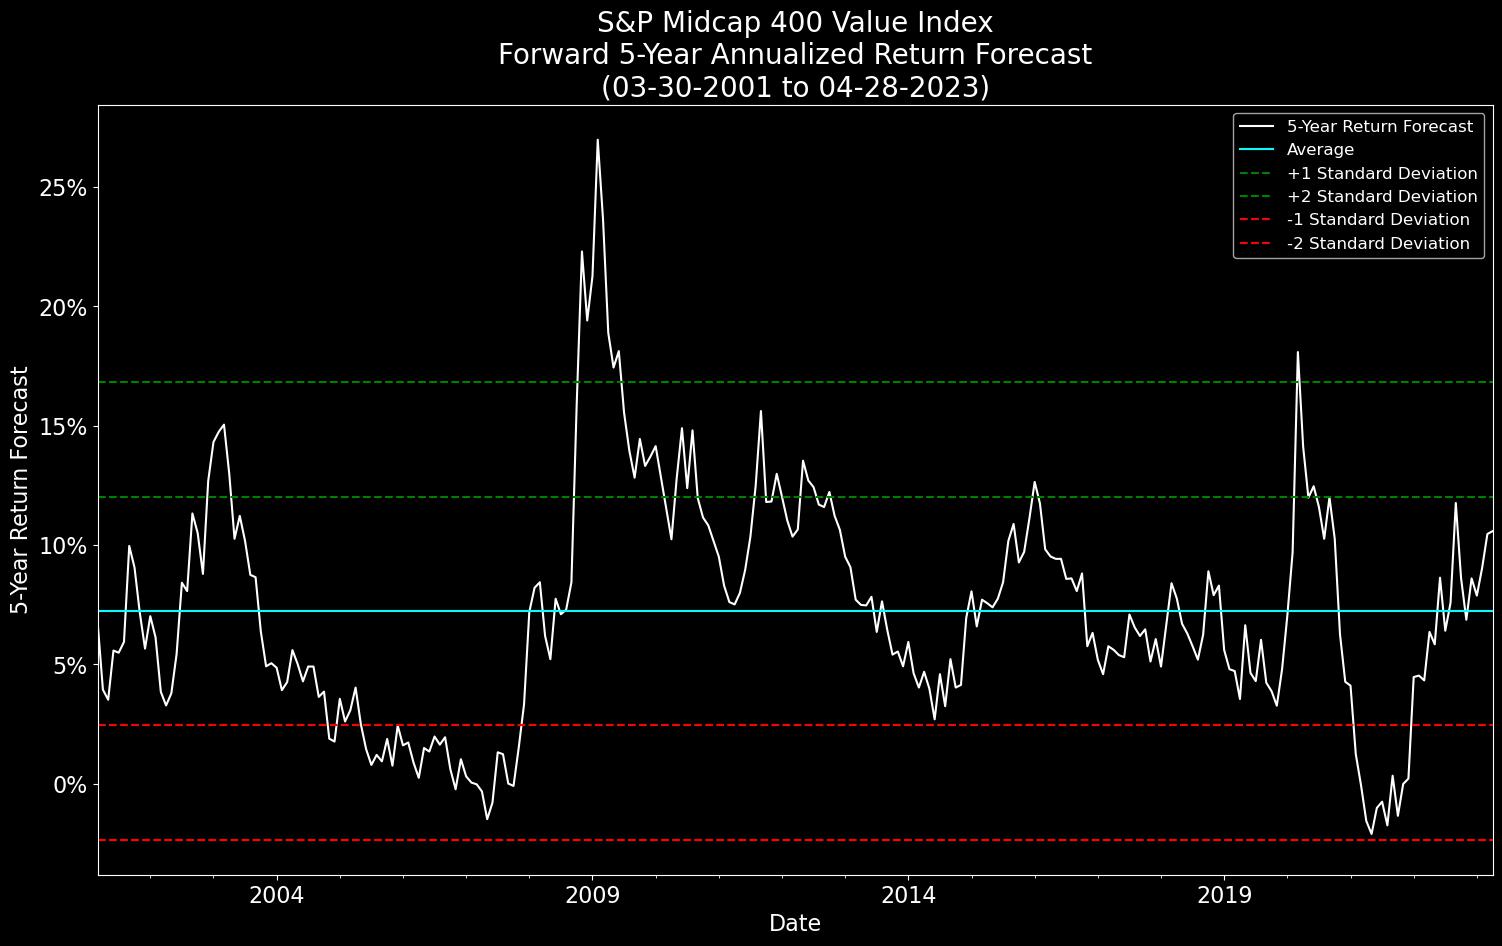 S&P Midcap 400 Value Index
Forward 5-Year Annualized Return Forecast
(03-30-2001 to 04-28-2023)
5-Year Return Forecast
Average
+1 Standard Deviation
+2 Standard Deviation
-1 Standard Deviation
-2 Standard Deviation
25%
20%
15%
10%
5%
0%
5-Year Return Forecast
2004
2009
2014
2019
Date